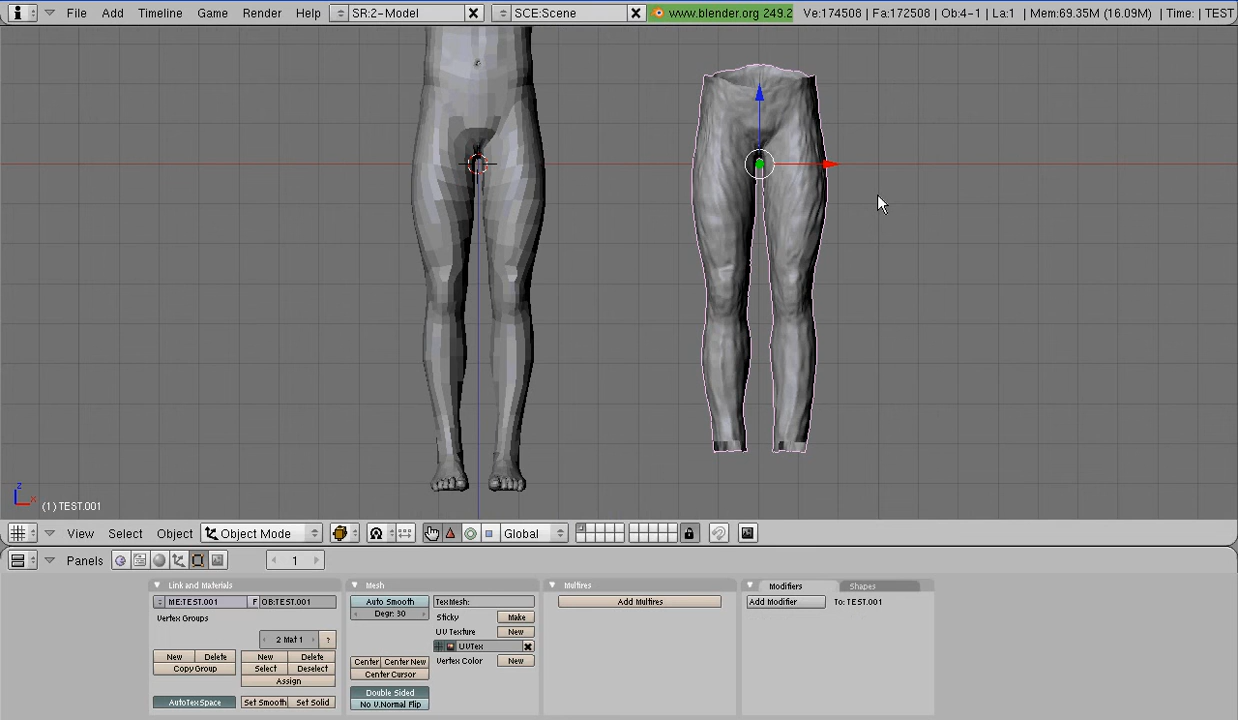 File Add Timeline Game Render Help SR:2-Model SCE:Scene www.blender.org 249.2 Ve:174508 | Fa:172508 | Ob:4-1 | La:1 | Mem:69.35M (16.09M) | Time: | TEST
z
x
(1) TEST.001
View Select Object Object Mode Global
Panels 1
Link and Materials Mesh Multires Modifiers Shapes
ME:TEST.001 F OB:TEST.001 Auto Smooth TexMesh: Add Multires Add Modifier To: TEST.001
Vertex Groups Degr: 30 Sticky Make
UV Texture New
2 Mat 1 ? UVTex
New Delete New Delete Center Center New Vertex Color New
Copy Group Select Deselect Center Cursor
Assign
Double Sided
AutoTexSpace Set Smooth Set Solid No V.Normal Flip